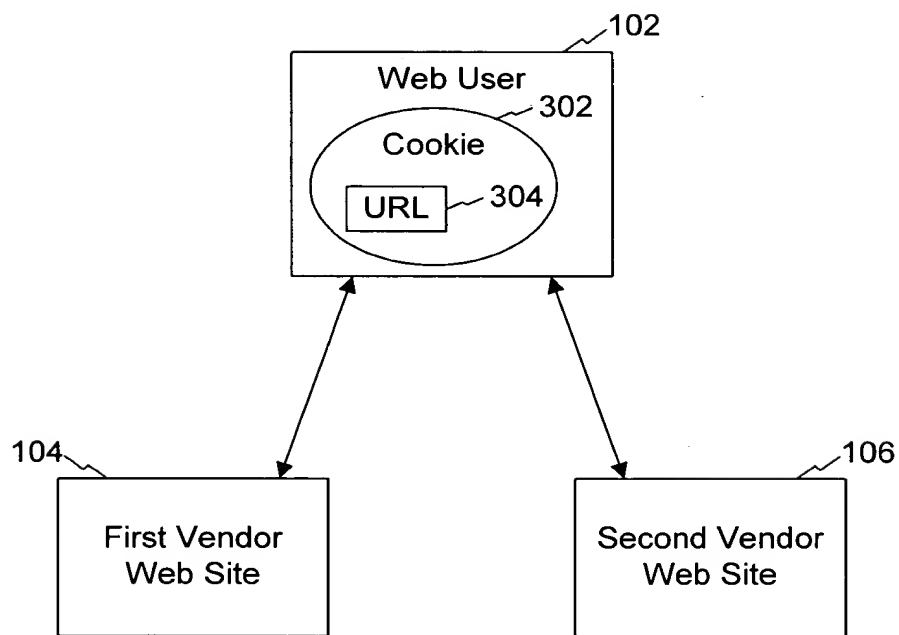 102
Web User
302
Cookie
304
URL
104
106
First Vendor
Web Site
Second Vendor
Web Site